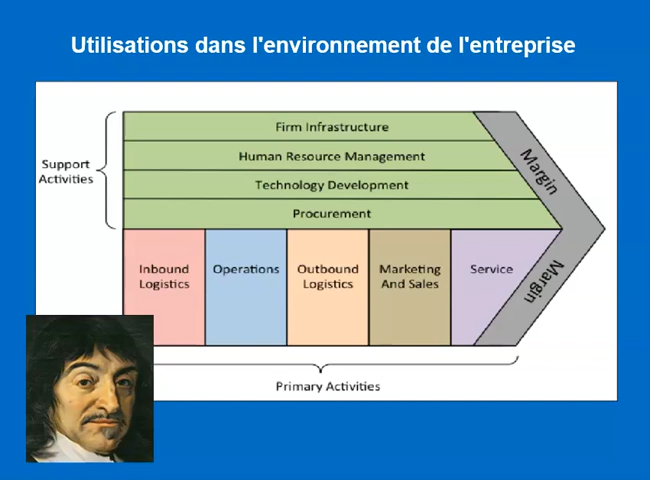 Utilisations dans l'environnement de l'entreprise
Firm Infrastructure
Human Resource Management
Technology Development
Procurement
Support
Activities
Margin
Margin
Inbound
Logistics
Operations
Outbound
Logistics
Marketing
And Sales
Service
Primary Activities